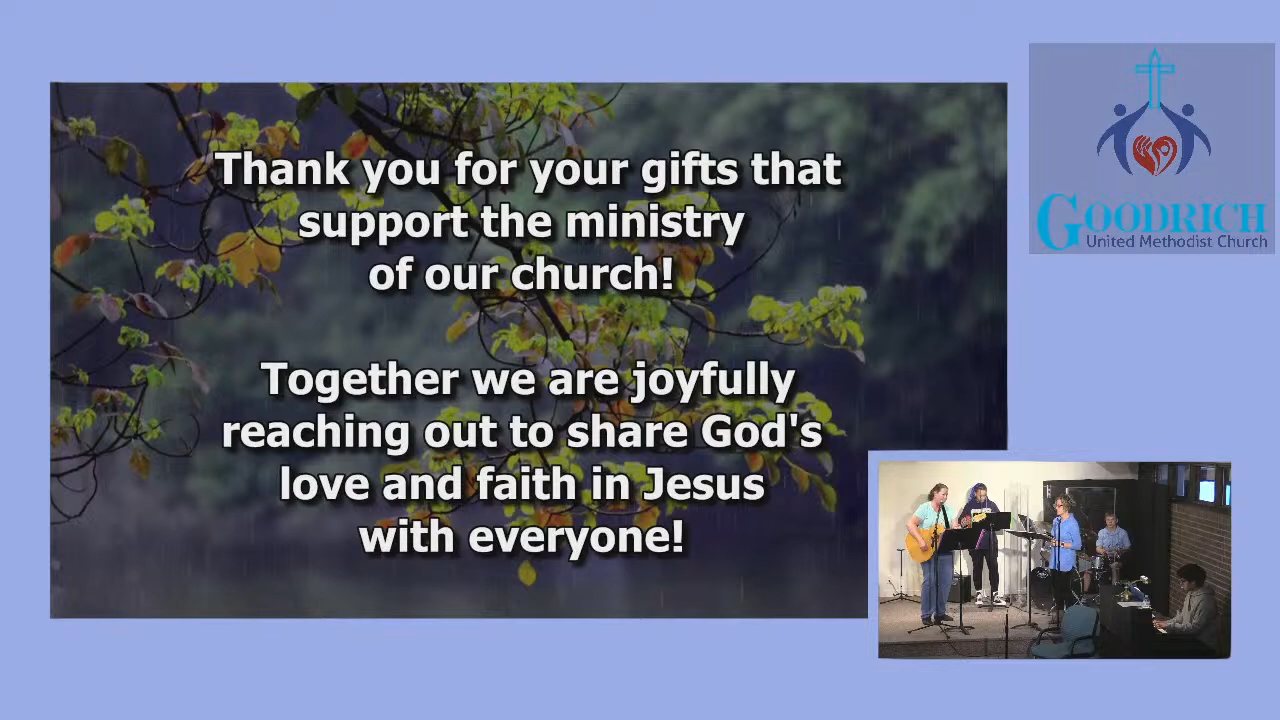 Thank you for your gifts that
support the ministry
of our church!
Together we are joyfully
reaching out to share God's
love and faith in Jesus
with everyone!
GOODRICH
United Methodist Church